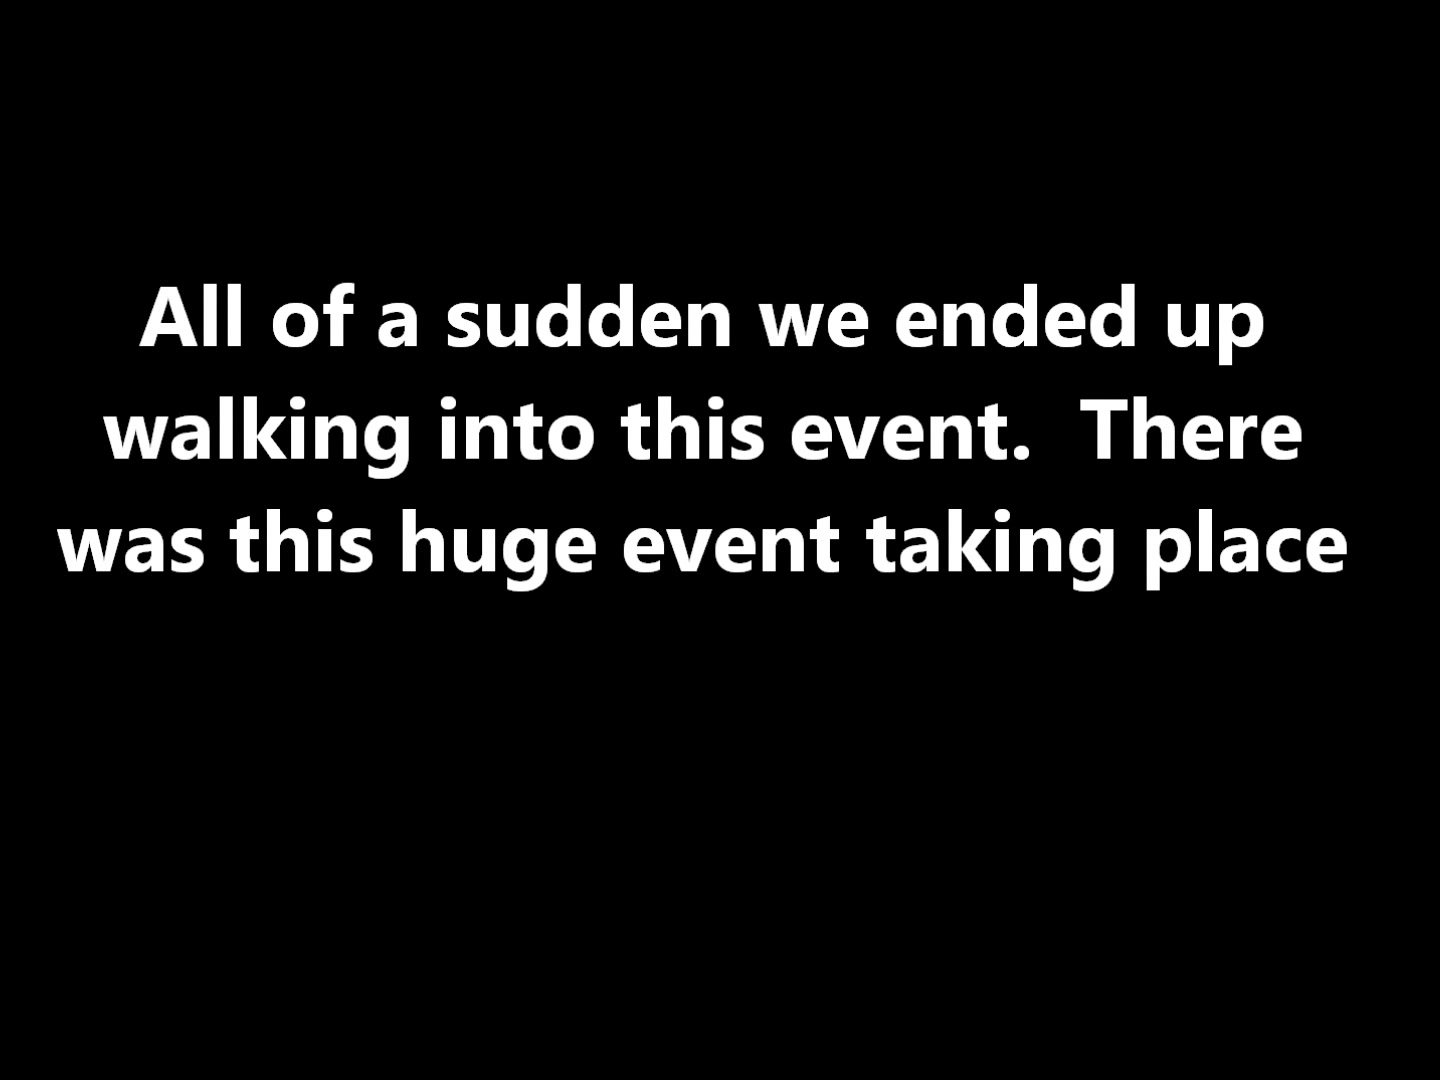 All of a sudden we ended up
walking into this event.  There
was this huge event taking place